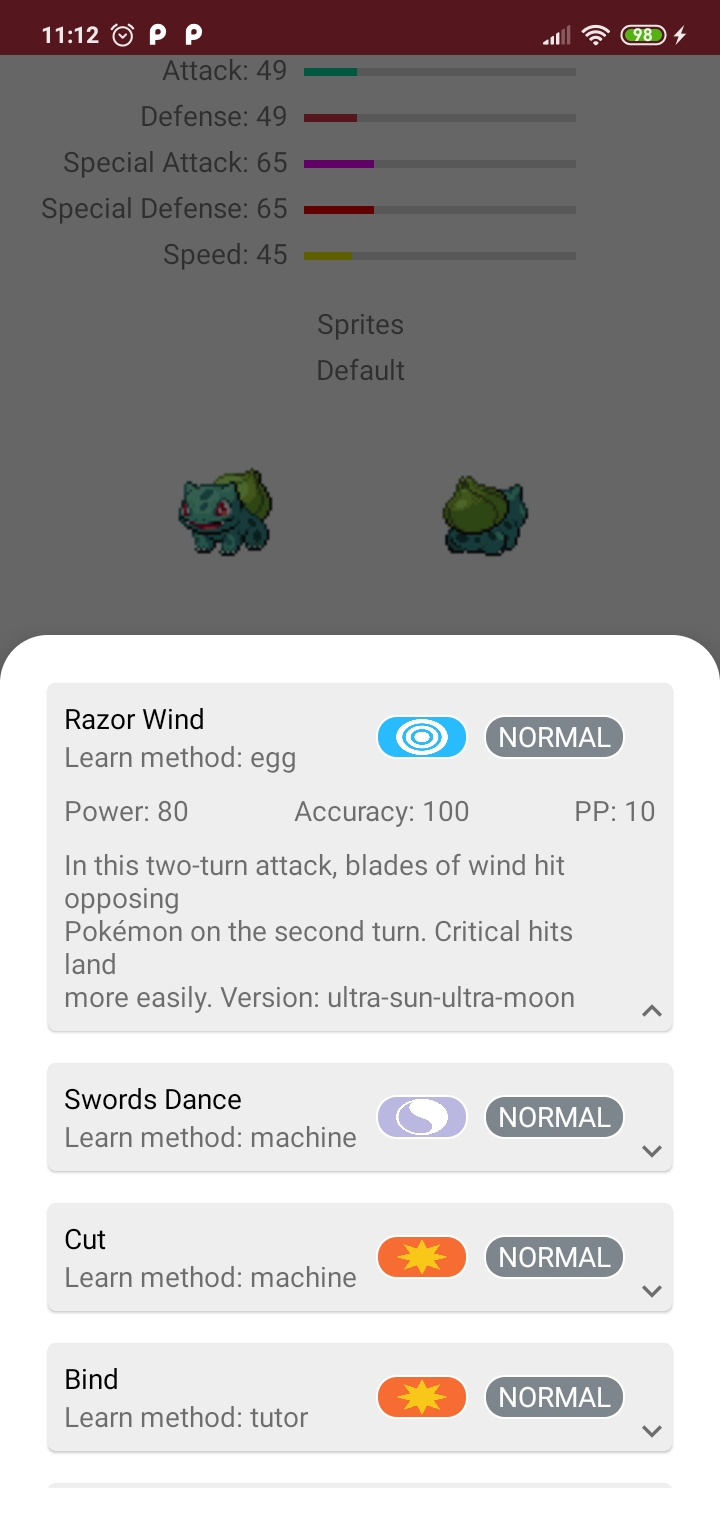 11:12 98
Attack: 49
Defense: 49
Special Attack: 65
Special Defense: 65
Speed: 45
Sprites
Default
Razor Wind
NORMAL
Learn method: egg
Power: 80 Accuracy: 100 PP: 10
In this two-turn attack, blades of wind hit
opposing
Pokémon on the second turn. Critical hits
land
more easily. Version: ultra-sun-ultra-moon
Swords Dance
NORMAL
Learn method: machine
Cut
NORMAL
Learn method: machine
Bind
NORMAL
Learn method: tutor